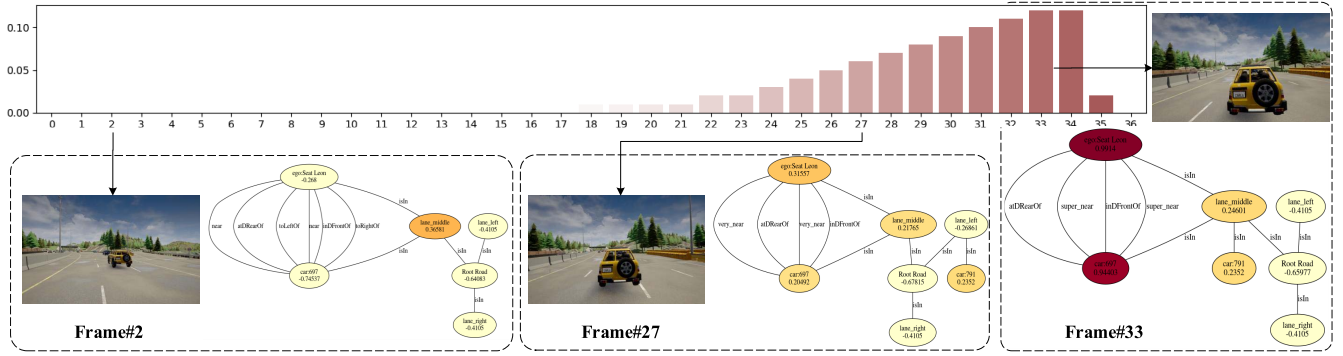 0.10
0.05
0.00
0 1 2 3 4 5 6 7 8 9 10 11 12 13 14 15 16 17 18 19 20 21 22 23 24 25 26 27 28 29 30 31 32 33 34 35 36
ego:Seat Leon
-0.268
isIn
near
atDRearOf
toLeftOf
near
inDFrontOf
toRightOf
lane_middle
0.36581
lane_left
-0.4105
isIn
isIn
isIn
car:697
-0.74537
Root Road
-0.64083
isIn
lane_right
-0.4105
Frame#2
ego:Seat Leon
0.31557
isIn
very_near
atDRearOf
very_near
inDFrontOf
lane_middle
0.21765
lane_left
-0.26861
isIn
isIn
isIn
isIn
car:697
0.20492
Root Road
-0.67815
car:791
0.2352
isIn
lane_right
-0.4105
Frame#27
ego:Seat Leon
0.9914
isIn
atDRearOf
super_near
inDFrontOf
super_near
lane_middle
0.24601
lane_left
-0.4105
isIn
isIn
isIn
isIn
car:697
car:791
0.2352
Root Road
-0.65977
isIn
lane_right
-0.4105
Frame#33